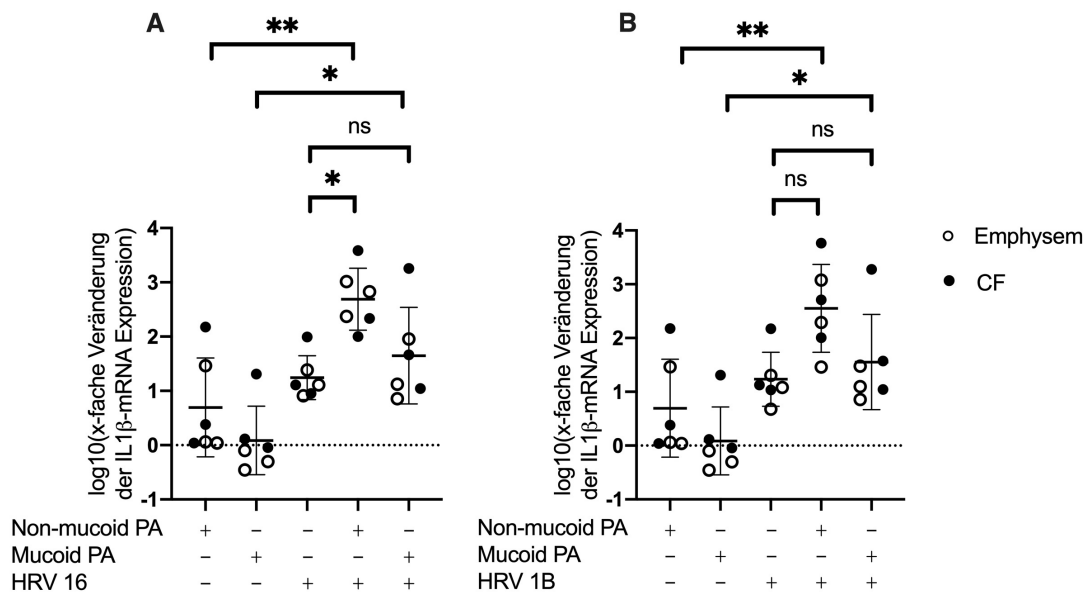 A
**
*
ns
*
log10(x-fache Veränderung
der IL1β-mRNA Expression)
4
3
2
1
0
-1
Non-mucoid PA + − − + −
Mucoid PA − + − − +
HRV 16 − − + + +
B
**
*
ns
ns
log10(x-fache Veränderung
der IL1β-mRNA Expression)
4
3
2
1
0
-1
Non-mucoid PA + − − + −
Mucoid PA − + − − +
HRV 1B − − + + +
Emphysem
CF